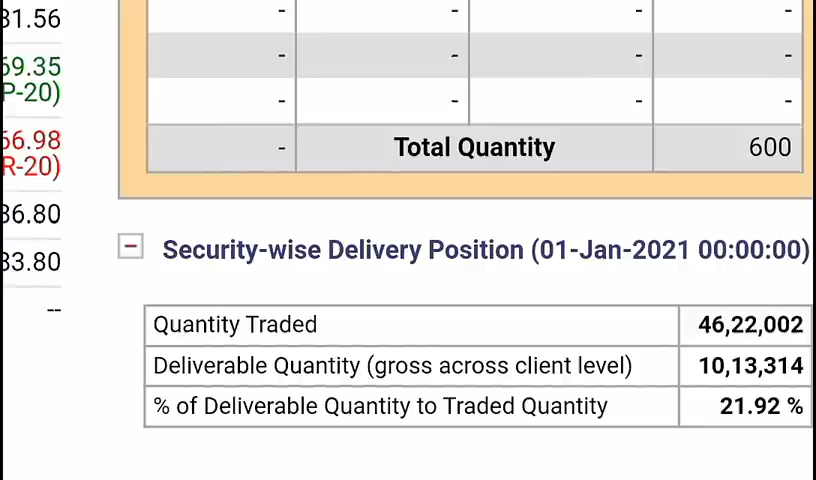 31.56
69.35
P-20)
66.98
R-20)
36.80
33.80
--
- - - -
- - - -
- - - -
- Total Quantity 600
Security-wise Delivery Position (01-Jan-2021 00:00:00)
Quantity Traded 46,22,002
Deliverable Quantity (gross across client level) 10,13,314
% of Deliverable Quantity to Traded Quantity 21.92 %